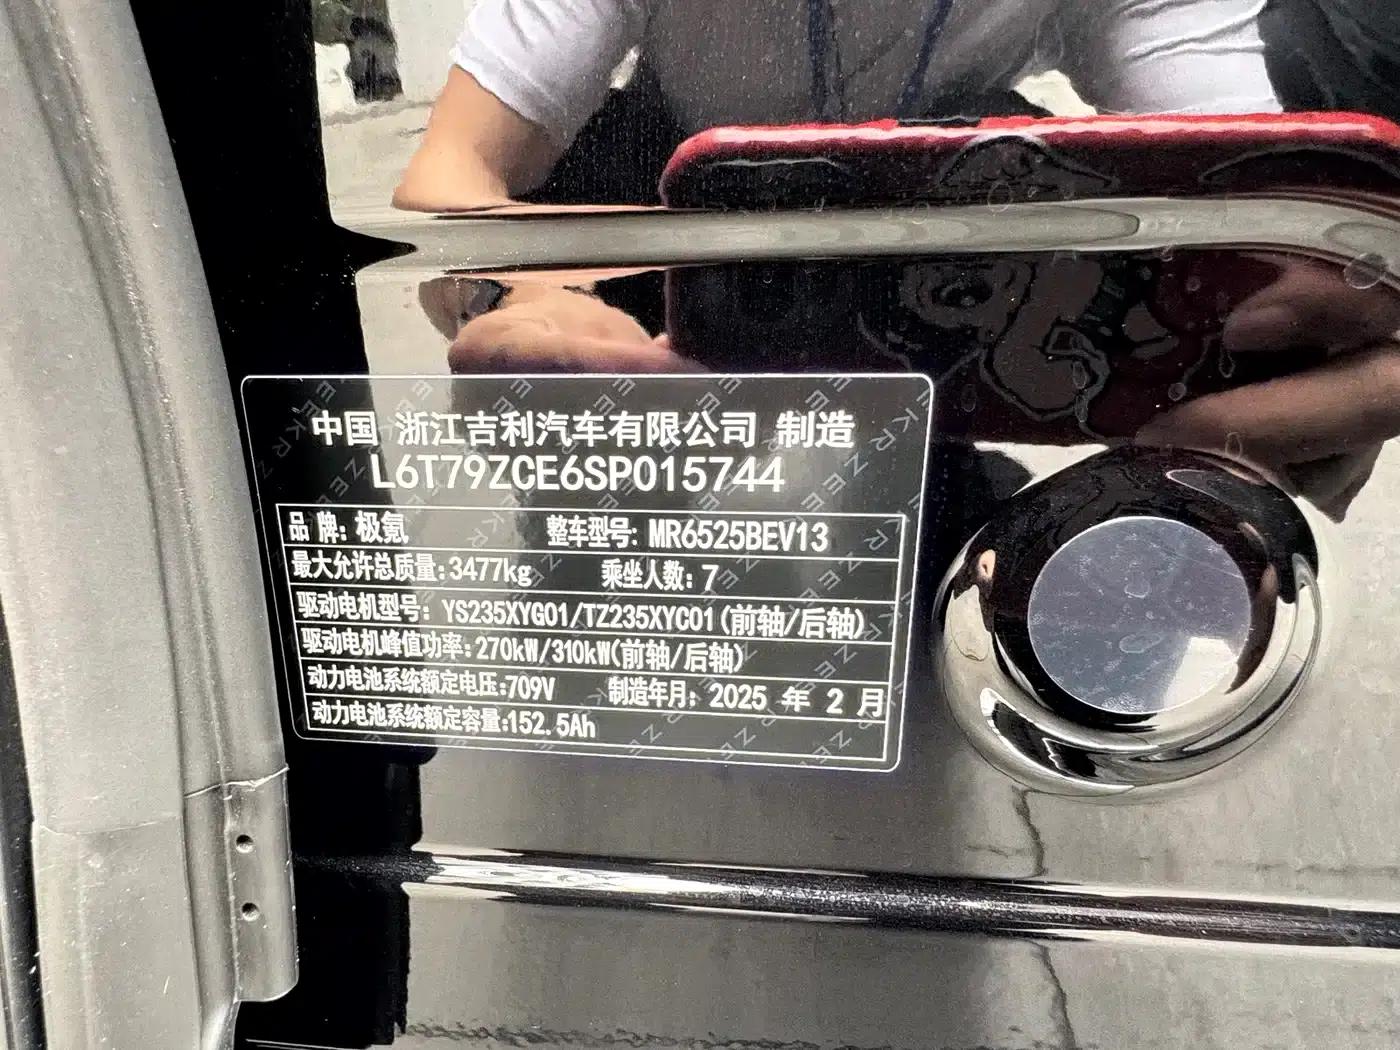 中国 浙江吉利汽车有限公司 制造
L6T79ZCE6SP015744
品 牌: 极氪 整车型号: MR6525BEV13
最大允许总质量:3477kg 乘坐人数: 7
驱动电机型号: YS235XYG01/TZ235XYC01(前轴/后轴)
驱动电机峰值功率:270kW/310kW(前轴/后轴)
动力电池系统额定电压:709V 制造年月: 2025 年 2 月
动力电池系统额定容量:152.5Ah